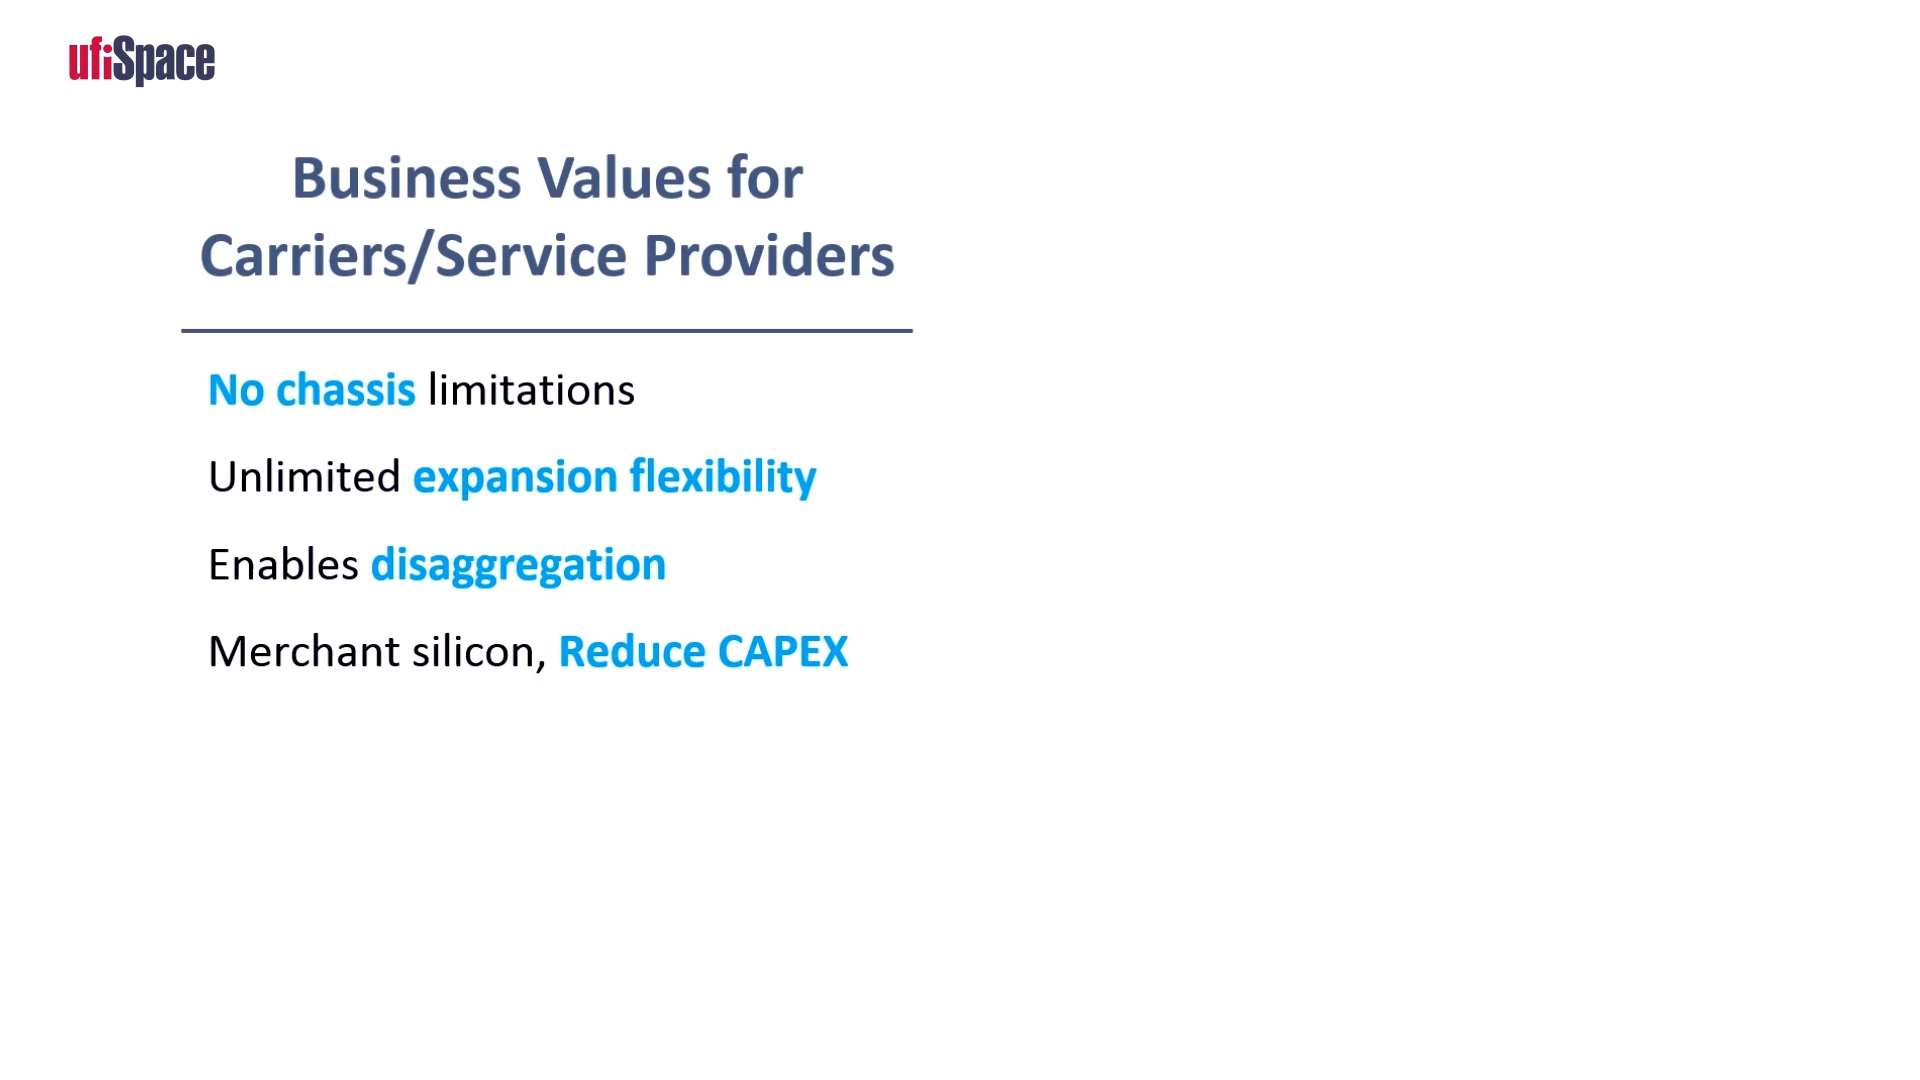 ufiSpace
Business Values for
Carriers/Service Providers
No chassis limitations
Unlimited expansion flexibility
Enables disaggregation
Merchant silicon, Reduce CAPEX